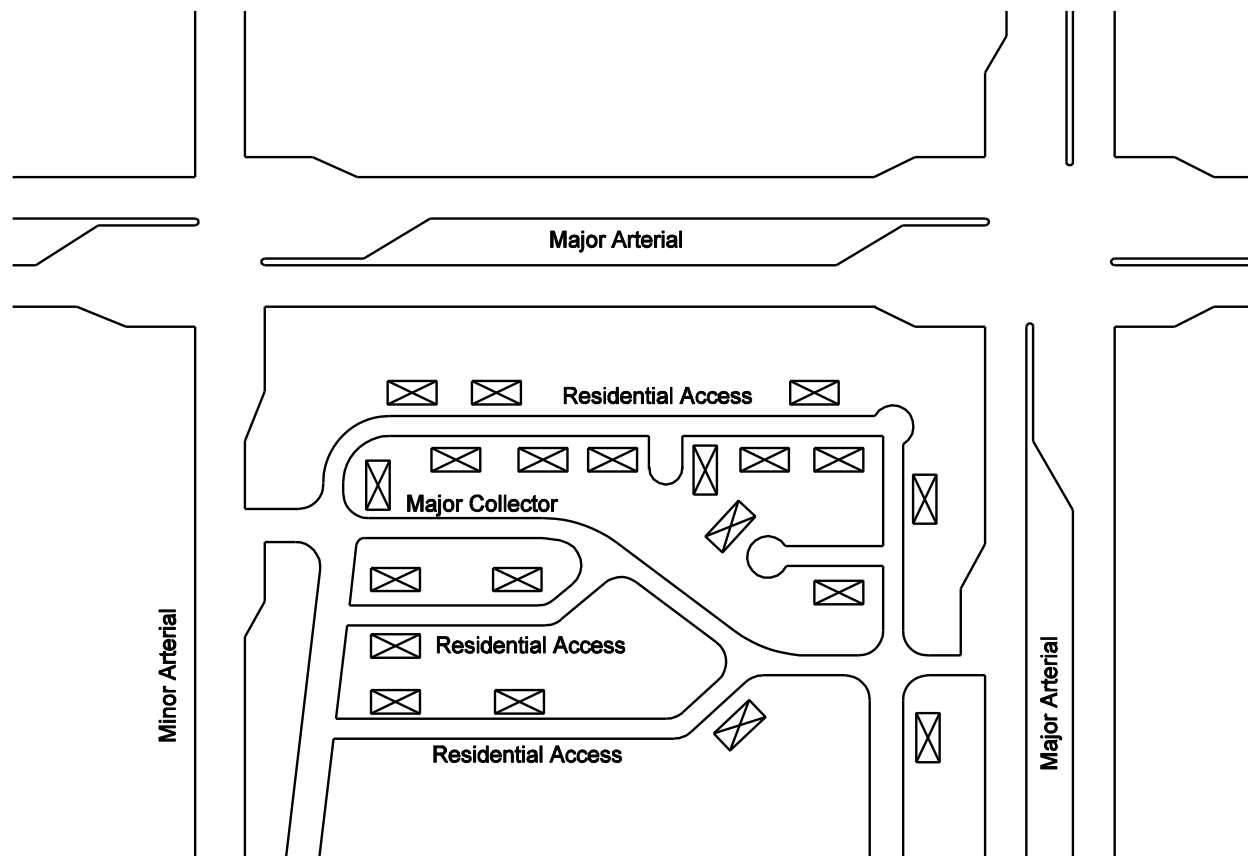 Major Arterial
Residential Access
Major Collector
Minor Arterial
Residential Access
Major Arterial
Residential Access